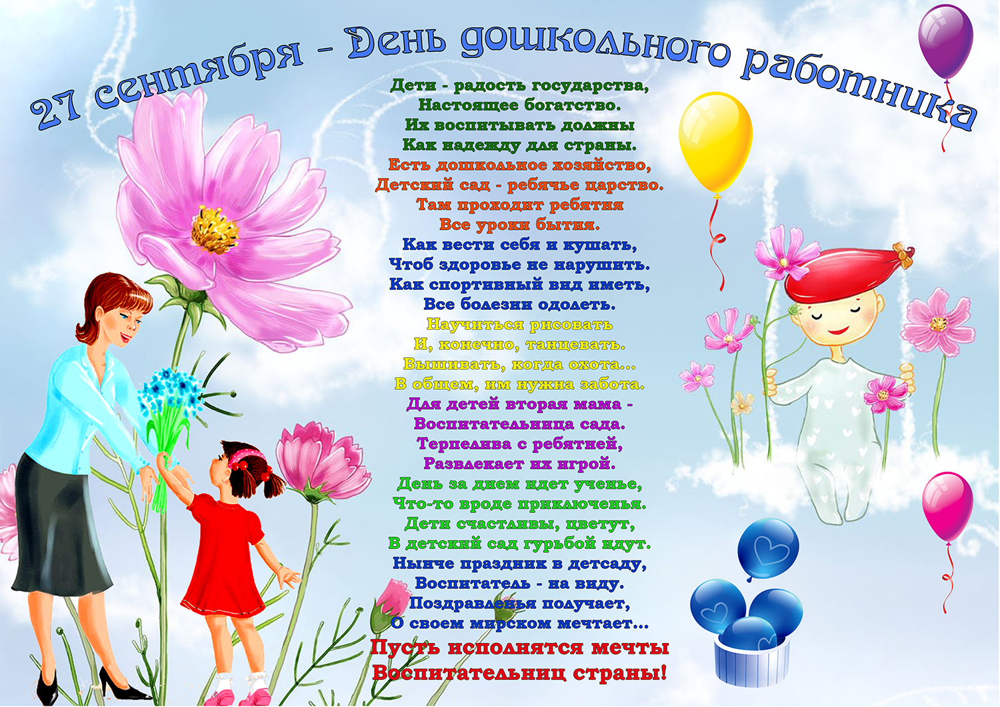 27 сентября - День дошкольного работника
Дети - радость государства,
Настоящее богатство.
Их воспитывать должны
Как надежду для страны.
Есть дошкольное хозяйство,
Детский сад - ребячье царство.
Там проходит ребятня
Все уроки бытия.
Как вести себя и кушать,
Чтоб здоровье не нарушить.
Как спортивный вид иметь,
Все болезни одолеть.
Научиться рисовать
И, конечно, танцевать.
Вышивать, когда охота...
В общем, им нужна забота.
Для детей вторая мама -
Воспитательница сада.
Терпелива с ребятней,
Развлекает их игрой.
День за днем идет ученье,
Что-то вроде приключенья.
Дети счастливы, цветут,
В детский сад гурьбой идут.
Нынче праздник в детсаду,
Воспитатель - на виду.
Поздравленья получает,
О своем мирском мечтает...
Пусть исполнятся мечты
Воспитательниц страны!